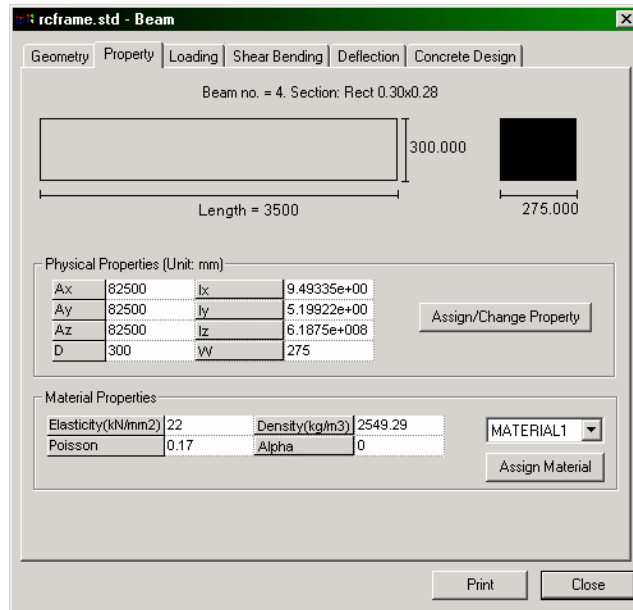 rcframe.std - Beam
Geometry Property Loading Shear Bending Deflection Concrete Design
Beam no. = 4. Section: Rect 0.30x0.28
300.000
Length = 3500
275.000
Physical Properties (Unit: mm)
Ax 82500 Ix 9.49335e+00
Ay 82500 Iy 5.19922e+00
Az 82500 Iz 6.1875e+008
D 300 W 275
Assign/Change Property
Material Properties
Elasticity(kN/mm2) 22 Density(kg/m3) 2549.29
Poisson 0.17 Alpha 0
MATERIAL1
Assign Material
Print Close